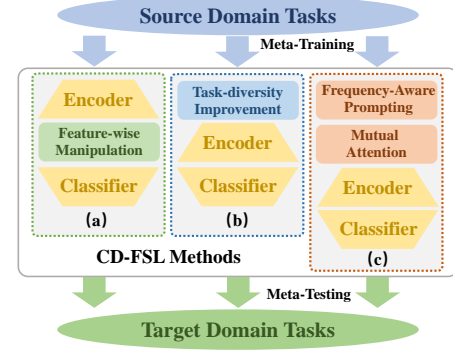 Source Domain Tasks
Meta-Training
Encoder
Feature-wise
Manipulation
Classifier
(a)
Task-diversity
Improvement
Encoder
Classifier
(b)
Frequency-Aware
Prompting
Mutual
Attention
Encoder
Classifier
(c)
CD-FSL Methods
Meta-Testing
Target Domain Tasks